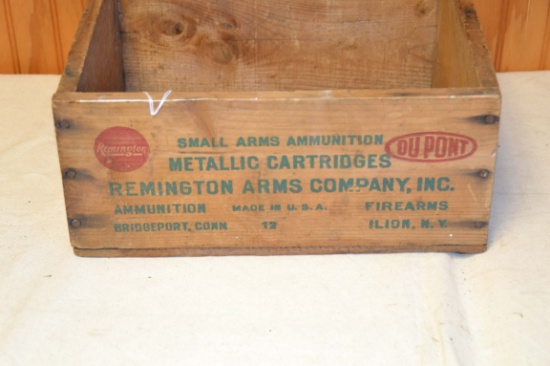 SMALL ARMS AMMUNITION
Remington
METALLIC CARTRIDGES
DU PONT
REMINGTON ARMS COMPANY, INC.
AMMUNITION MADE IN U.S.A. FIREARMS
BRIDGEPORT, CONN 12 ILION, N.Y.